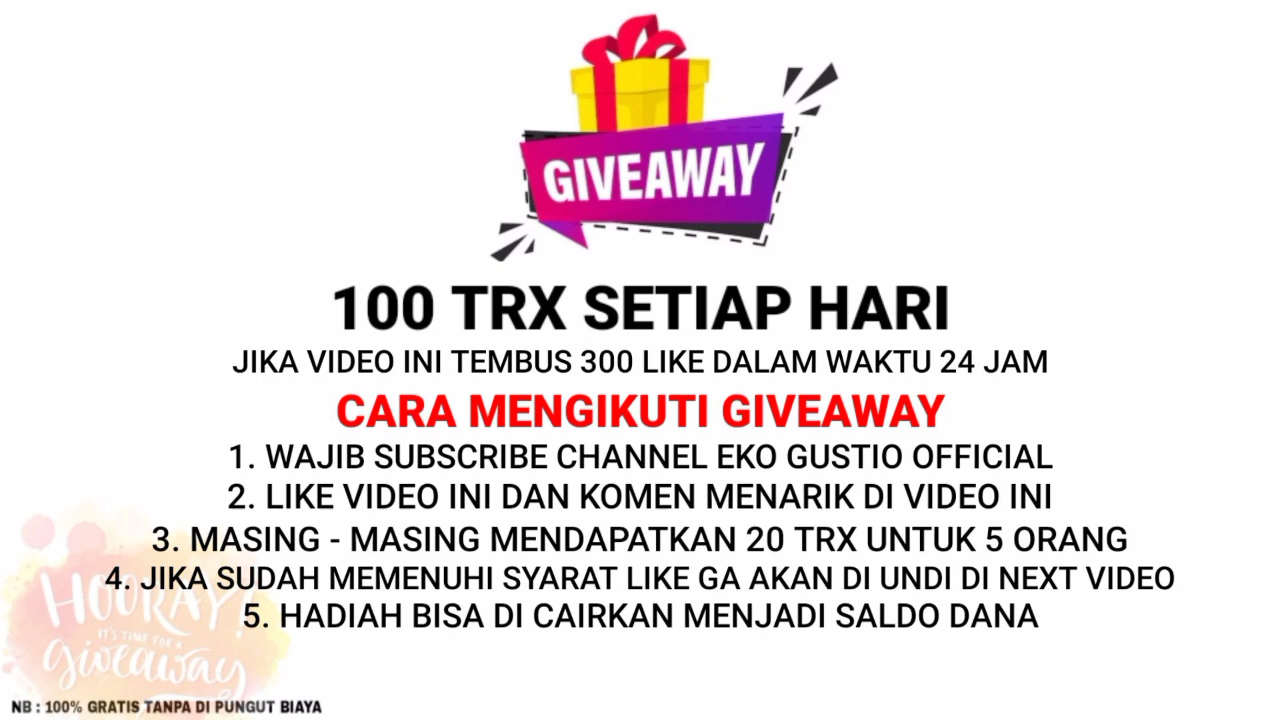 GIVEAWAY
100 TRX SETIAP HARI
JIKA VIDEO INI TEMBUS 300 LIKE DALAM WAKTU 24 JAM
CARA MENGIKUTI GIVEAWAY
1. WAJIB SUBSCRIBE CHANNEL EKO GUSTIO OFFICIAL
2. LIKE VIDEO INI DAN KOMEN MENARIK DI VIDEO INI
3. MASING - MASING MENDAPATKAN 20 TRX UNTUK 5 ORANG
4. JIKA SUDAH MEMENUHI SYARAT LIKE GA AKAN DI UNDI DI NEXT VIDEO
5. HADIAH BISA DI CAIRKAN MENJADI SALDO DANA
HOORAY!
IT'S TIME FOR A
giveaway
NB : 100% GRATIS TANPA DI PUNGUT BIAYA